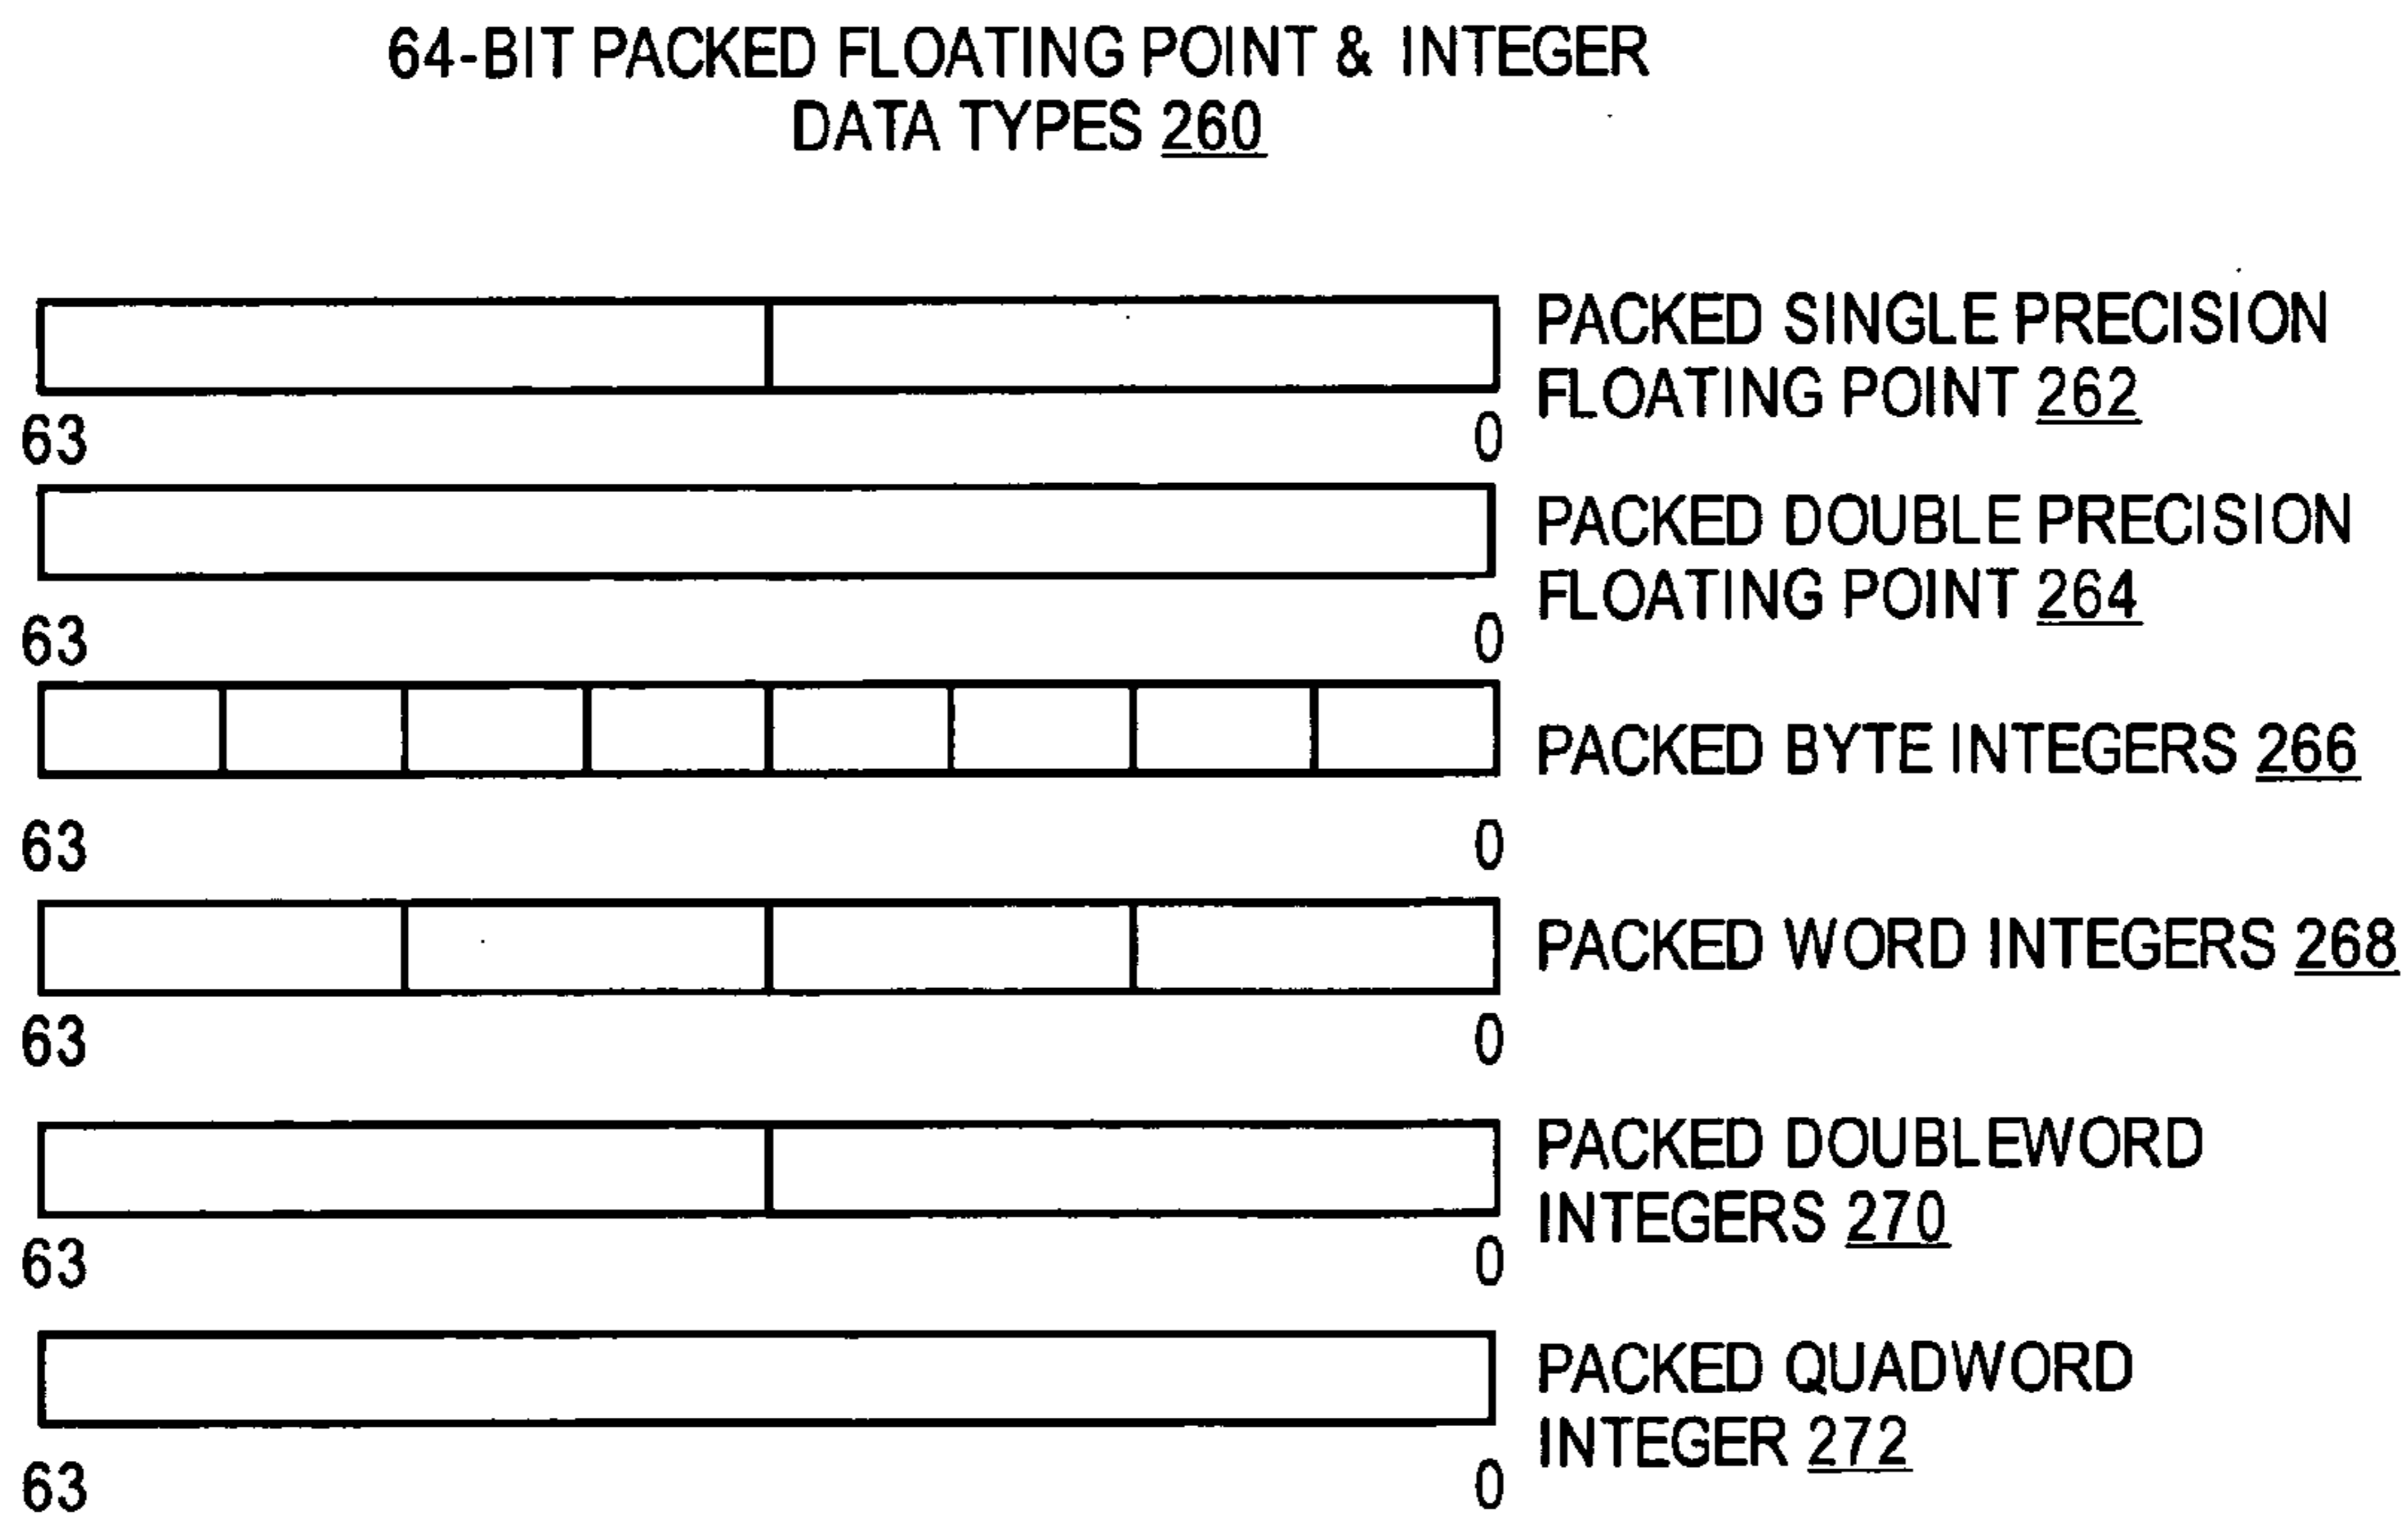 64-BIT PACKED FLOATING POINT & INTEGER
DATA TYPES 260
PACKED SINGLE PRECISION
FLOATING POINT 262
63 0
PACKED DOUBLE PRECISION
FLOATING POINT 264
63 0
PACKED BYTE INTEGERS 266
63 0
PACKED WORD INTEGERS 268
63 0
PACKED DOUBLEWORD
INTEGERS 270
63 0
PACKED QUADWORD
INTEGER 272
63 0